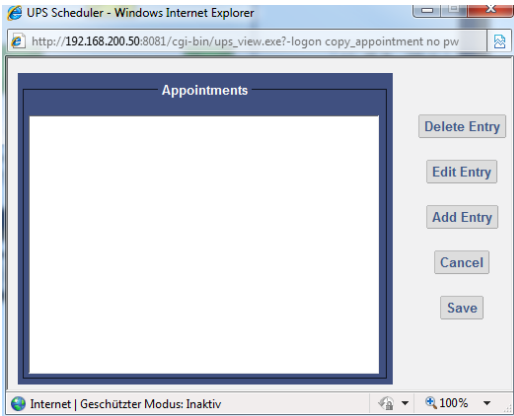 UPS Scheduler - Windows Internet Explorer
http://192.168.200.50:8081/cgi-bin/ups_view.exe?-logon copy_appointment no pw
Appointments
Delete Entry
Edit Entry
Add Entry
Cancel
Save
Internet | Geschützter Modus: Inaktiv
100%